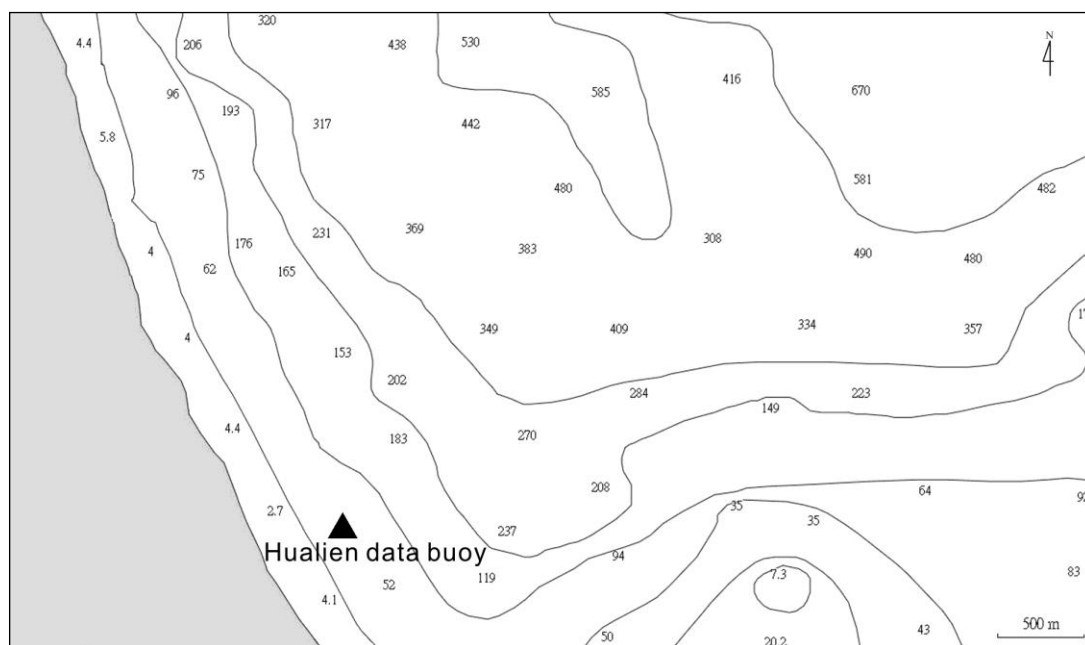 320
4.4 206 438 530 N
96 585 416 670
193
5.8 317 442
75 480 581 482
176 231 369 383 308
4 62 165 490 480
4 349 409 334 357 17
153
202 284 223
4.4 183 270 149
208 64 92
2.7 237 35 35
Hualien data buoy
94
4.1 52 119 7.3 83
50 20.2 43 500 m